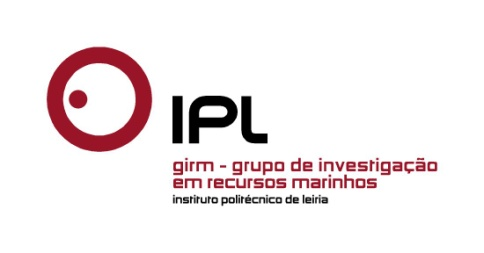 IPL
girm - grupo de investigação
em recursos marinhos
instituto politécnico de leiria